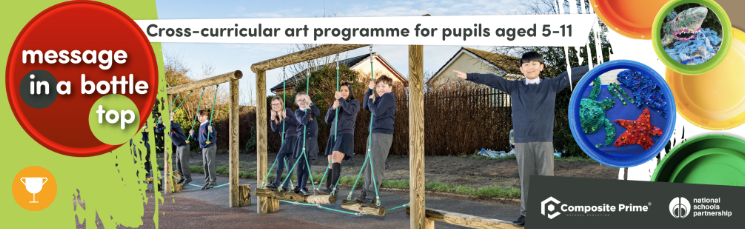 Cross-curricular art programme for pupils aged 5-11
message
in a bottle
top
Composite Prime®
national
schools
partnership